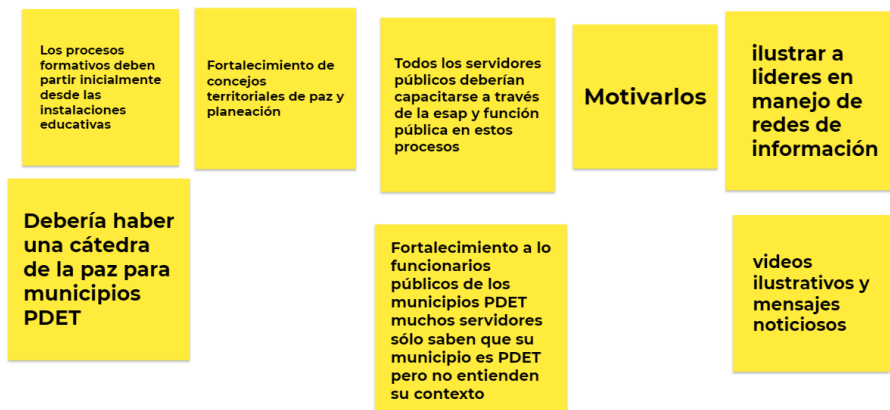 Los procesos
formativos deben
partir inicialmente
desde las
instalaciones
educativas
Fortalecimiento de
concejos
territoriales de paz y
planeación
Todos los servidores
públicos deberían
capacitarse a través
de la esap y función
pública en estos
procesos
Motivarlos
ilustrar a
lideres en
manejo de
redes de
información
Debería haber
una cátedra
de la paz para
municipios
PDET
Fortalecimiento a lo
funcionarios
públicos de los
municipios PDET
muchos servidores
sólo saben que su
municipio es PDET
pero no entienden
su contexto
videos
ilustrativos y
mensajes
noticiosos